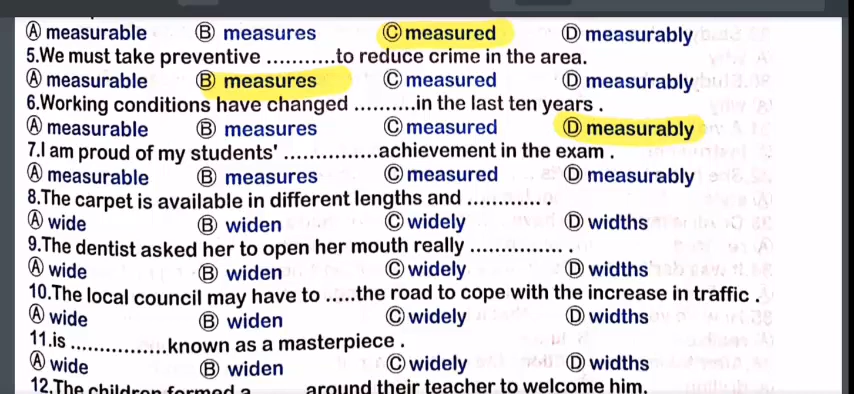 Ⓐ measurable Ⓑ measures Ⓒ measured Ⓓ measurably
5.We must take preventive ...........to reduce crime in the area.
Ⓐ measurable Ⓑ measures Ⓒ measured Ⓓ measurably
6.Working conditions have changed ..........in the last ten years .
Ⓐ measurable Ⓑ measures Ⓒ measured Ⓓ measurably
7.I am proud of my students' ...............achievement in the exam .
Ⓐ measurable Ⓑ measures Ⓒ measured Ⓓ measurably
8.The carpet is available in different lengths and ............ .
Ⓐ wide Ⓑ widen Ⓒ widely Ⓓ widths
9.The dentist asked her to open her mouth really ............... .
Ⓐ wide Ⓑ widen Ⓒ widely Ⓓ widths
10.The local council may have to .....the road to cope with the increase in traffic .
Ⓐ wide Ⓑ widen Ⓒ widely Ⓓ widths
11.is ................known as a masterpiece .
Ⓐ wide Ⓑ widen Ⓒ widely Ⓓ widths
12.The children formed a around their teacher to welcome him.